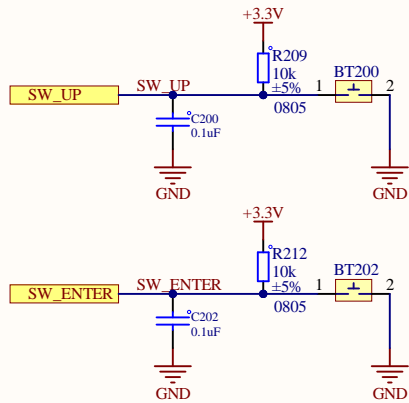 +3.3V
R209
10k
±5%
0805
BT200
1
2
SW_UP
SW_UP
C200
0.1uF
GND
GND
+3.3V
R212
10k
±5%
0805
BT202
1
2
SW_ENTER
SW_ENTER
C202
0.1uF
GND
GND